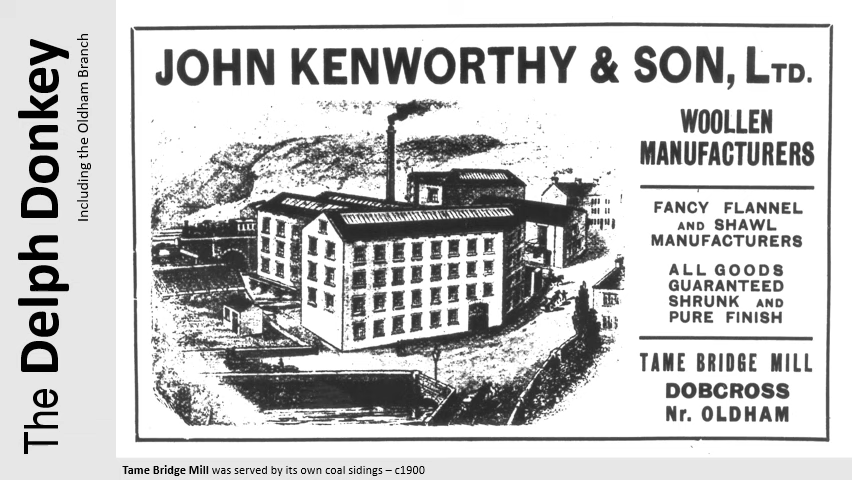 The Delph Donkey
Including the Oldham Branch
JOHN KENWORTHY & SON, LTD.
WOOLLEN
MANUFACTURERS
FANCY FLANNEL
AND SHAWL
MANUFACTURERS
ALL GOODS
GUARANTEED
SHRUNK AND
PURE FINISH
TAME BRIDGE MILL
DOBCROSS
Nr. OLDHAM
Tame Bridge Mill was served by its own coal sidings – c1900